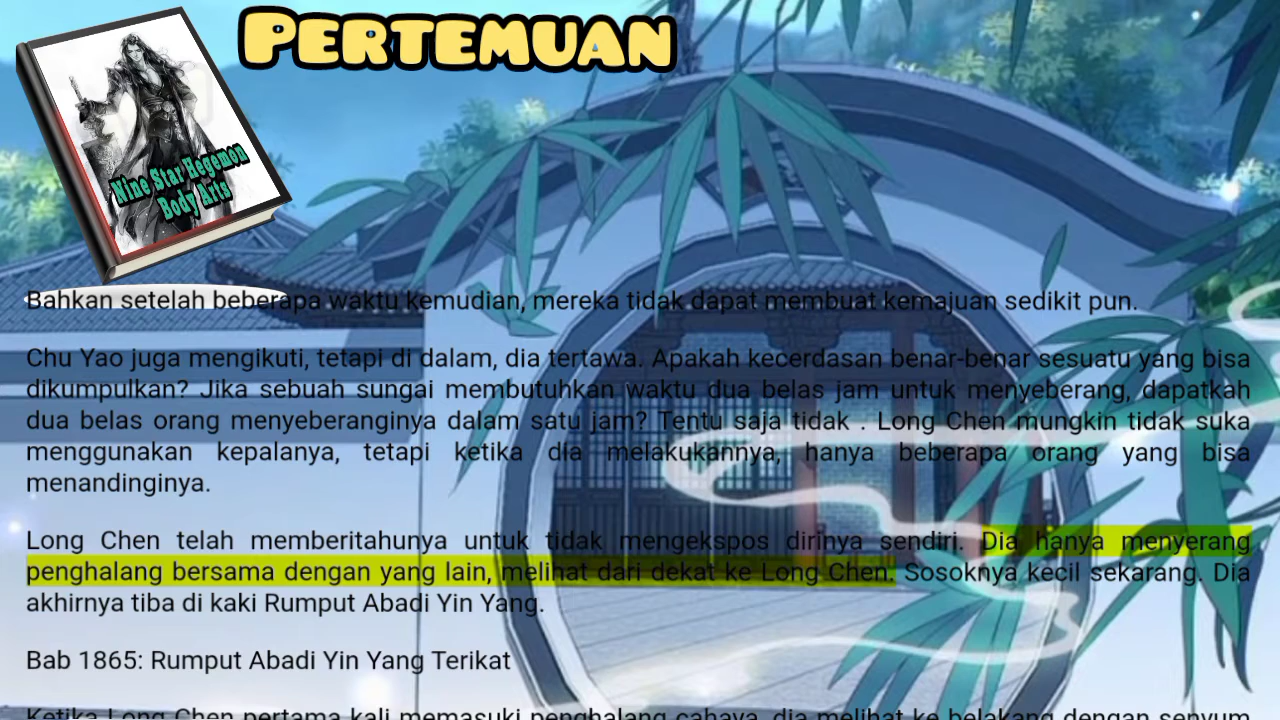 PERTEMUAN
Nine Star Hegemon
Body Arts
Bahkan setelah beberapa waktu kemudian, mereka tidak dapat membuat kemajuan sedikit pun.
Chu Yao juga mengikuti, tetapi di dalam, dia tertawa. Apakah kecerdasan benar-benar sesuatu yang bisa
dikumpulkan? Jika sebuah sungai membutuhkan waktu dua belas jam untuk menyeberang, dapatkah
dua belas orang menyeberanginya dalam satu jam? Tentu saja tidak . Long Chen mungkin tidak suka
menggunakan kepalanya, tetapi ketika dia melakukannya, hanya beberapa orang yang bisa
menandinginya.
Long Chen telah memberitahunya untuk tidak mengekspos dirinya sendiri. Dia hanya menyerang
penghalang bersama dengan yang lain, melihat dari dekat ke Long Chen. Sosoknya kecil sekarang. Dia
akhirnya tiba di kaki Rumput Abadi Yin Yang.
Bab 1865: Rumput Abadi Yin Yang Terikat
Ketika Long Chen pertama kali memasuki penghalang cahaya, dia melihat ke belakang dengan senyum